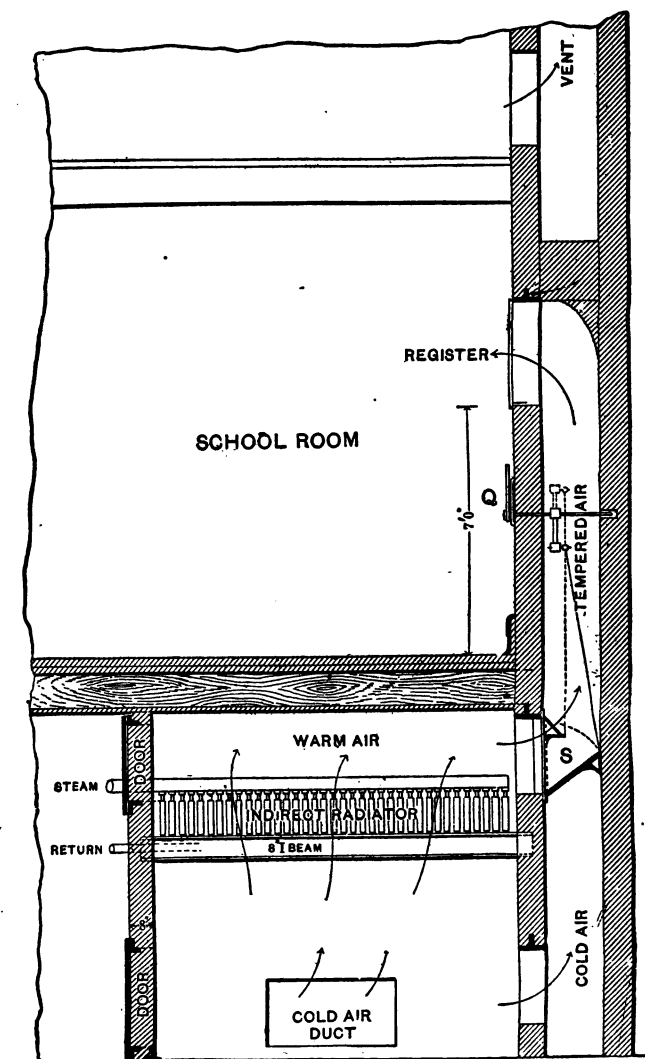 VENT
REGISTER
SCHOOL ROOM
7'0"
Q
TEMPERED AIR
WARM AIR
S
DOOR
STEAM
INDIRECT RADIATOR
RETURN
8" I BEAM
COLD AIR
DOOR
COLD AIR
DUCT